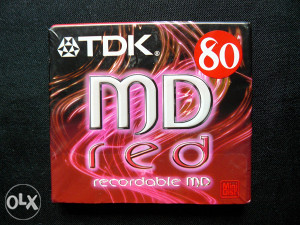 TDK®
80
MD
red
recordable MD
OLX